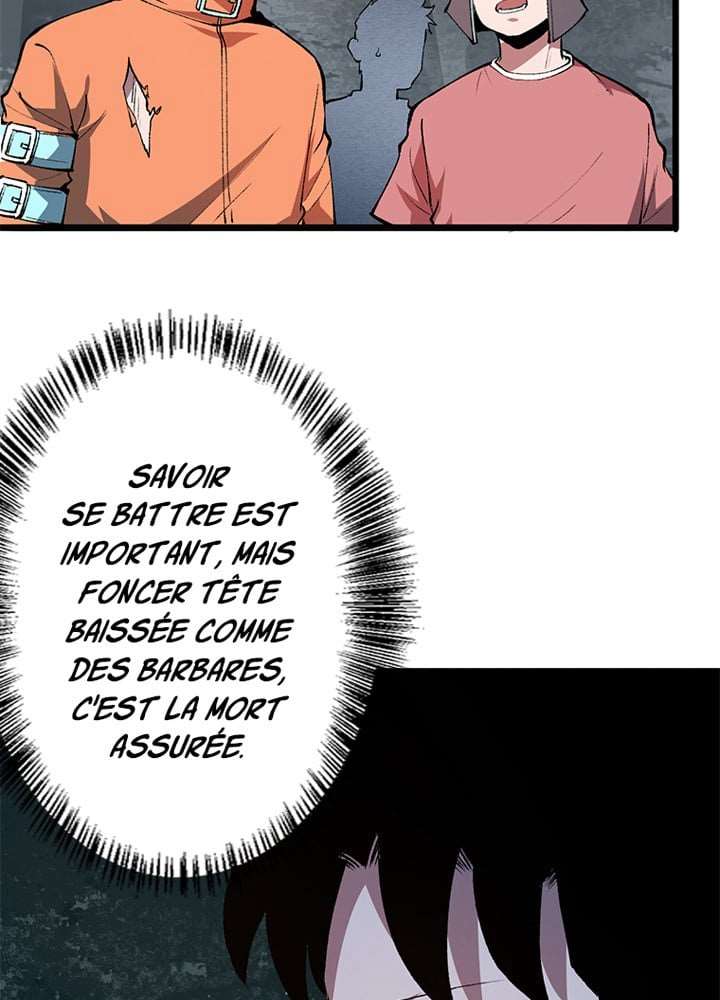 SAVOIR
SE BATTRE EST
IMPORTANT, MAIS
FONCER TÊTE
BAISSÉE COMME
DES BARBARES,
C'EST LA MORT
ASSURÉE.